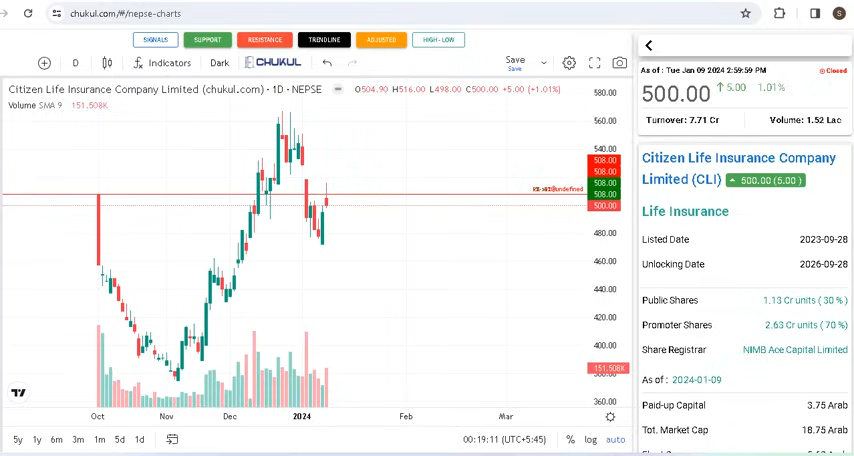 chukul.com/#/nepse-charts
S
SIGNALS SUPPORT RESISTANCE TRENDLINE ADJUSTED HIGH-LOW
D Indicators Dark CHUKUL Save
Save
Citizen Life Insurance Company Limited (chukul.com) · 1D · NEPSE O504.90 H516.00 L498.00 C500.00 +5.00 (+1.01%)
Volume SMA 9 151.508K
580.00
560.00
540.00
508.00
508.00
508.00
508.00
500.00
480.00
460.00
440.00
420.00
400.00
151.508K
360.00
Oct Nov Dec 2024 Feb Mar
5y 1y 6m 3m 1m 5d 1d 00:19:11 (UTC+5:45) % log auto
As of : Tue Jan 09 2024 2:59:59 PM Closed
500.00 5.00 1.01%
Turnover: 7.71 Cr Volume: 1.52 Lac
Citizen Life Insurance Company
Limited (CLI) 500.00 (5.00 )
Life Insurance
Listed Date 2023-09-28
Unlocking Date 2026-09-28
Public Shares 1.13 Cr units ( 30 % )
Promoter Shares 2.63 Cr units ( 70 %)
Share Registrar NIMB Ace Capital Limited
As of : 2024-01-09
Paid-up Capital 3.75 Arab
Tot. Market Cap 18.75 Arab